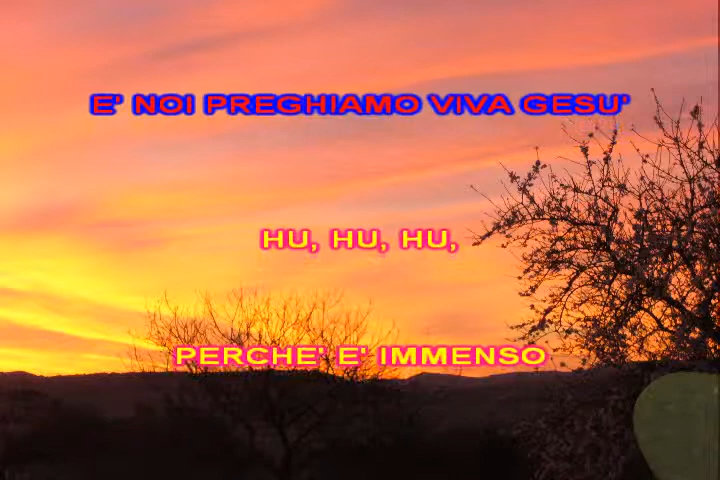 E' NOI PREGHIAMO VIVA GESU'
HU, HU, HU,
PERCHE' E' IMMENSO